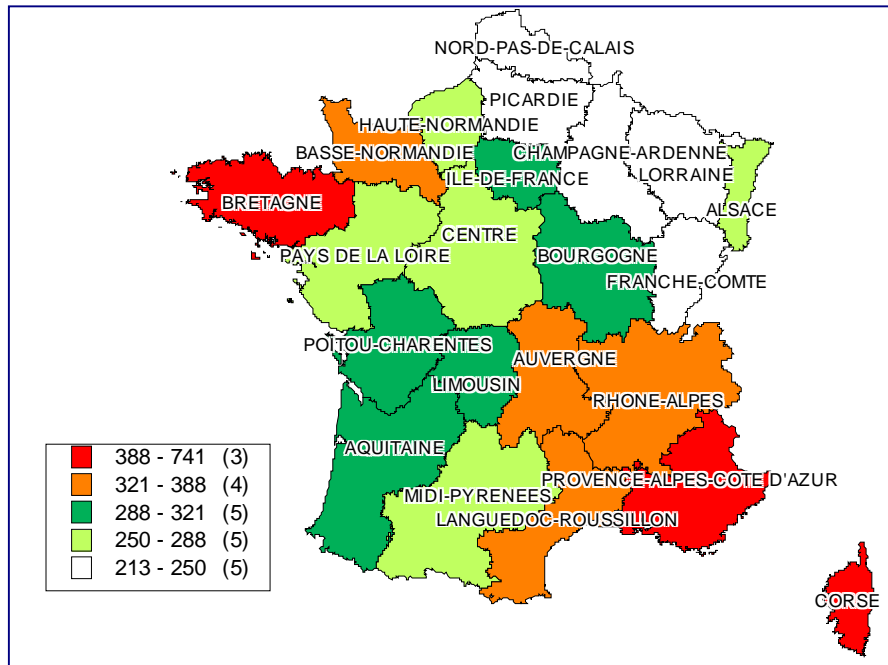 NORD-PAS-DE-CALAIS
PICARDIE
HAUTE-NORMANDIE
BASSE-NORMANDIE
CHAMPAGNE-ARDENNE
ILE-DE-FRANCE
LORRAINE
ALSACE
BRETAGNE
CENTRE
PAYS DE LA LOIRE
BOURGOGNE
FRANCHE-COMTE
POITOU-CHARENTES
AUVERGNE
LIMOUSIN
RHONE-ALPES
AQUITAINE
PROVENCE-ALPES-COTE D'AZUR
MIDI-PYRENEES
LANGUEDOC-ROUSSILLON
CORSE
388 - 741 (3)
321 - 388 (4)
288 - 321 (5)
250 - 288 (5)
213 - 250 (5)